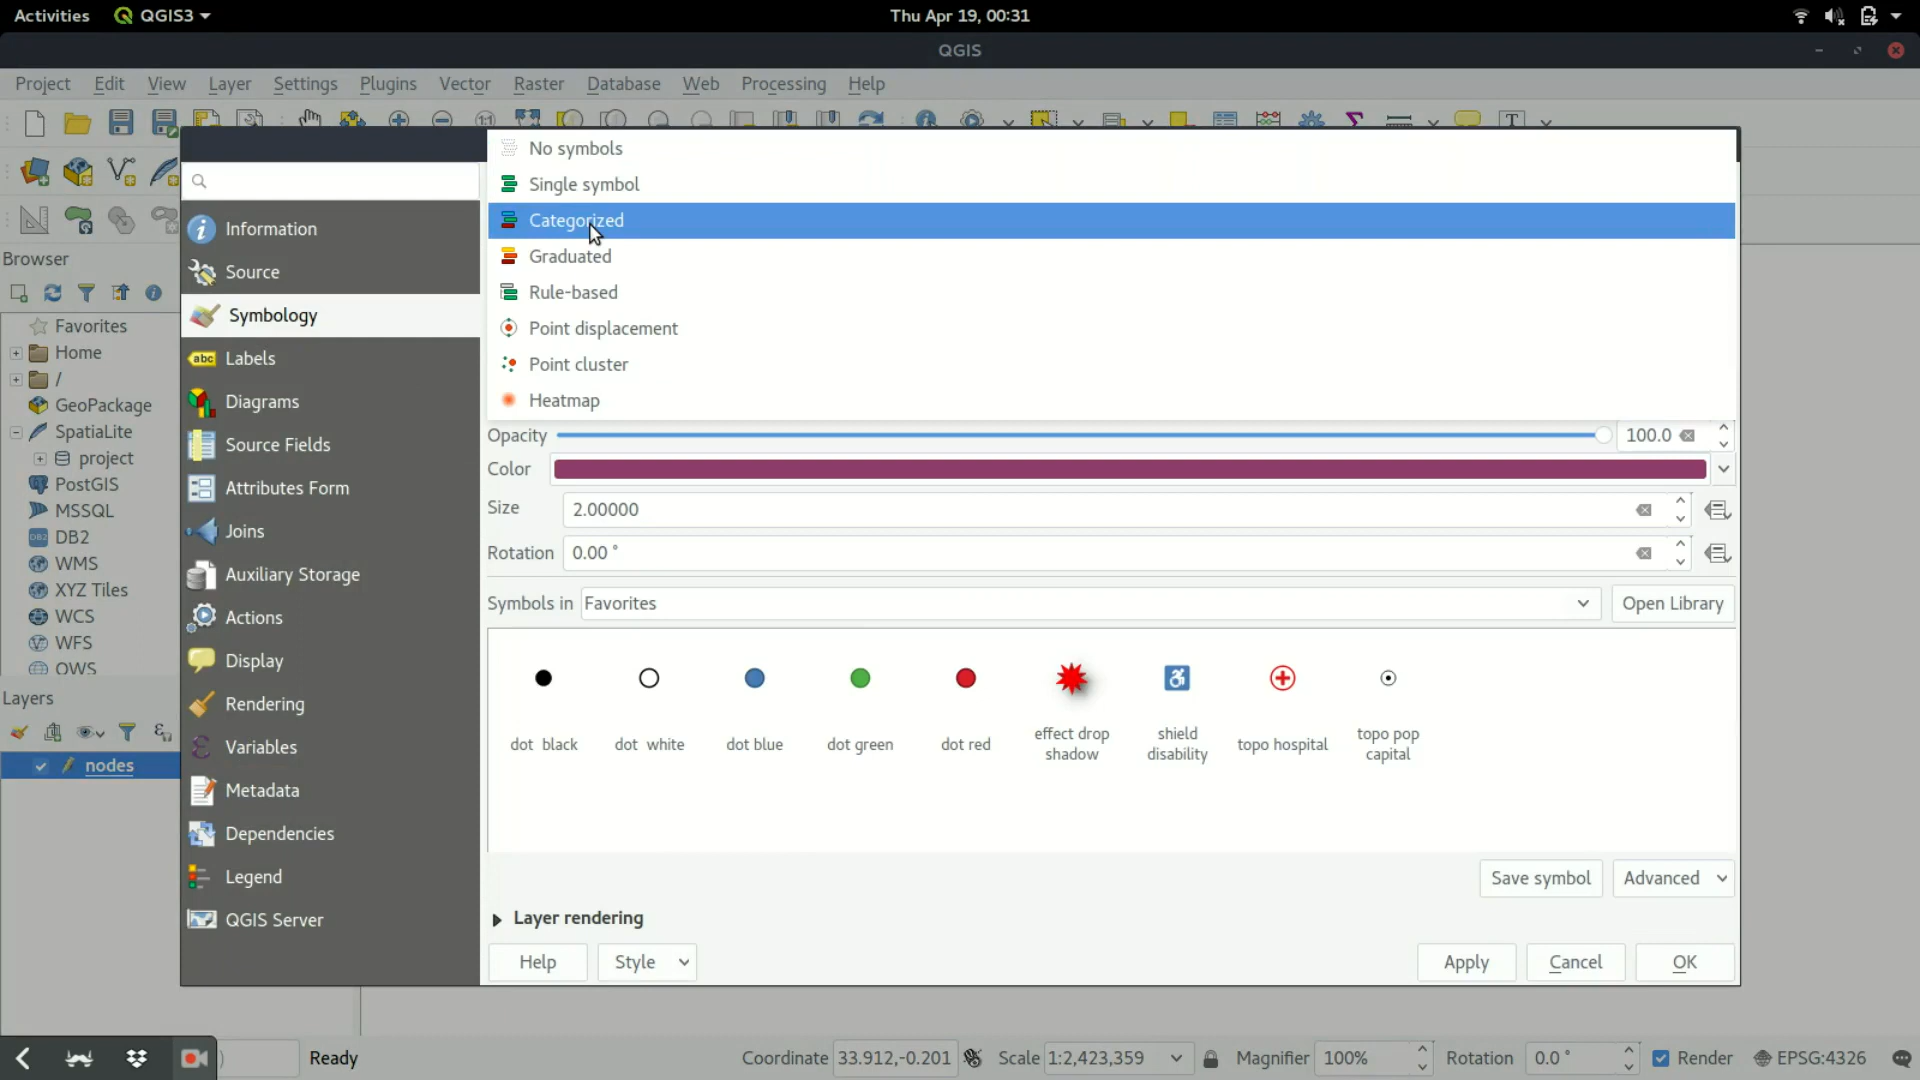 Activities QGIS3 Thu Apr 19, 00:31
QGIS
Project Edit View Layer Settings Plugins Vector Raster Database Web Processing Help
No symbols
Single symbol
Categorized
Graduated
Rule-based
Point displacement
Point cluster
Heatmap
Information
Source
Symbology
Labels
Diagrams
Source Fields
Attributes Form
Joins
Auxiliary Storage
Actions
Display
Rendering
Variables
Metadata
Dependencies
Legend
QGIS Server
Browser
Favorites
Home
/
GeoPackage
SpatiaLite
project
PostGIS
MSSQL
DB2
WMS
XYZ Tiles
WCS
WFS
OWS
Layers
nodes
Opacity 100.0
Color
Size 2.00000
Rotation 0.00 °
Symbols in Favorites Open Library
dot black
dot white
dot blue
dot green
dot red
effect drop
shadow
shield
disability
topo hospital
topo pop
capital
Save symbol Advanced
Layer rendering
Help Style Apply Cancel OK
Ready Coordinate 33.912,-0.201 Scale 1:2,423,359 Magnifier 100% Rotation 0.0 ° Render EPSG:4326